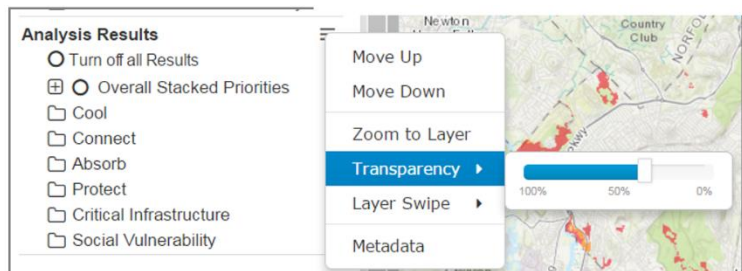 Analysis Results
Turn off all Results
Overall Stacked Priorities
Cool
Connect
Absorb
Protect
Critical Infrastructure
Social Vulnerability
Move Up
Move Down
Zoom to Layer
Transparency
Layer Swipe
Metadata
100% 50% 0%
Newton
Country
Club
NORFOL